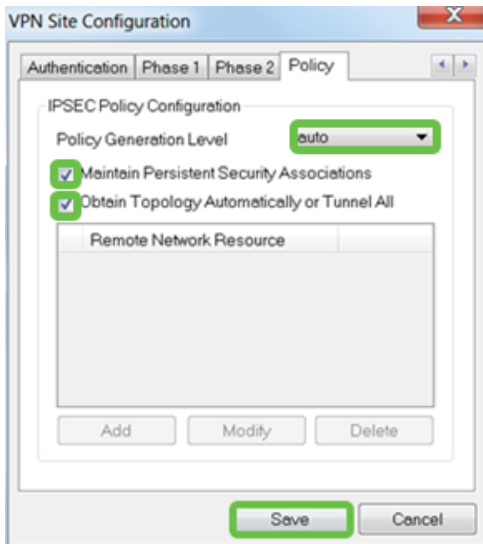 VPN Site Configuration
Authentication Phase 1 Phase 2 Policy
IPSEC Policy Configuration
Policy Generation Level auto
Maintain Persistent Security Associations
Obtain Topology Automatically or Tunnel All
Remote Network Resource
Add Modify Delete
Save Cancel